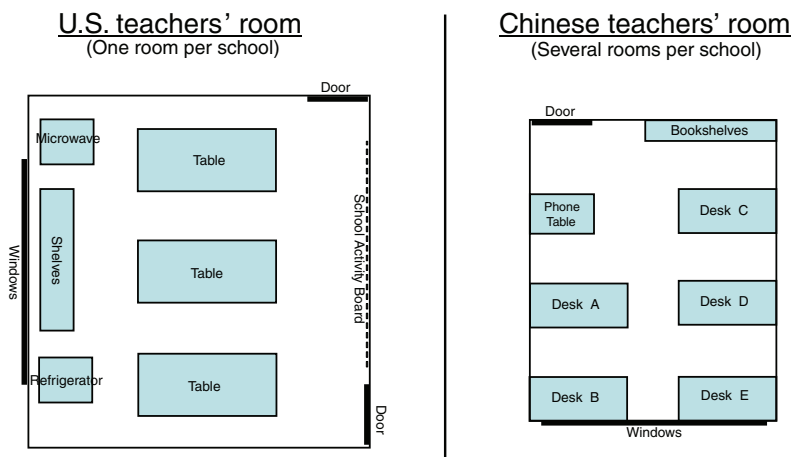 U.S. teachers' room
(One room per school)
Door
Microwave
Table
Shelves
Windows
School Activity Board
Table
Refrigerator
Table
Door
Chinese teachers' room
(Several rooms per school)
Door
Bookshelves
Phone
Table
Desk C
Desk A
Desk D
Desk B
Desk E
Windows